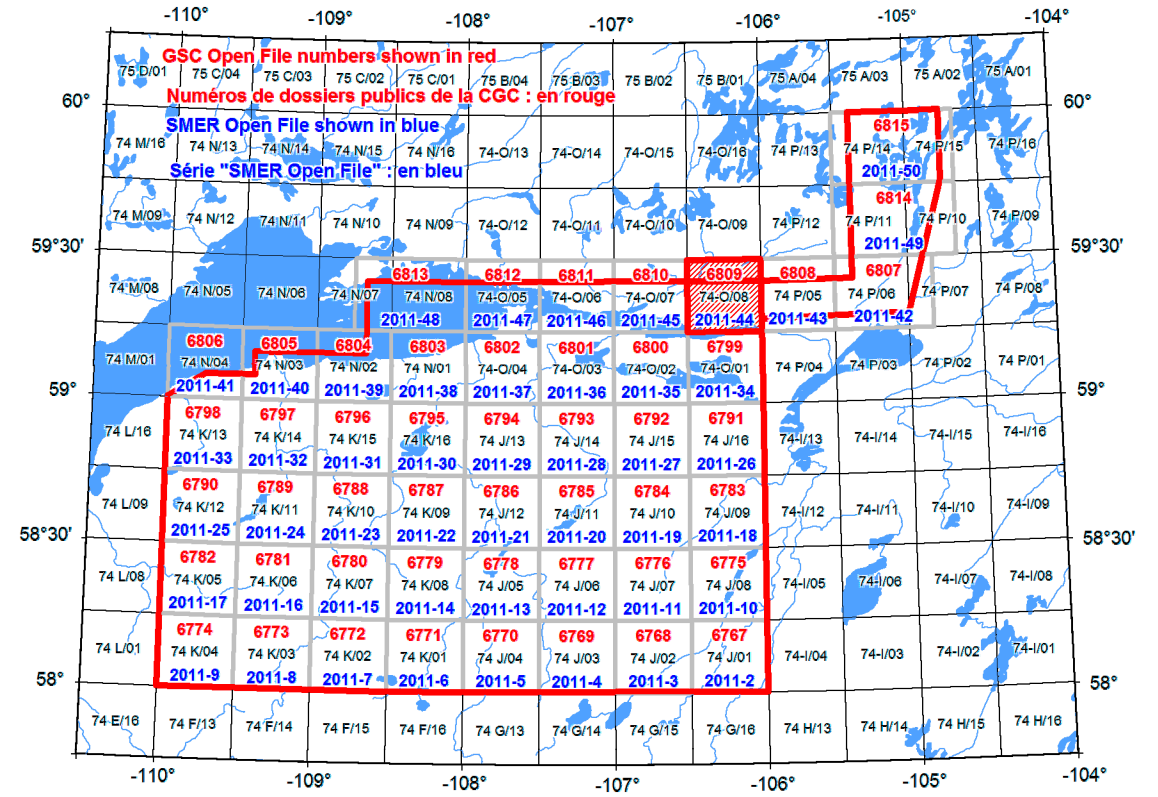 -110° -109° -108° -107° -106° -105° -104°
GSC Open File numbers shown in red
75 D/01 75 C/04 75 C/03 75 C/02 75 C/01 75 B/04 75 B/03 75 B/02 75 B/01 75 A/04 75 A/03 75 A/02 75 A/01
Numéros de dossiers publics de la CGC : en rouge
60° 60°
SMER Open File shown in blue
6815
74 M/16 74 N/13 74 N/14 74 N/15 74 N/16 74-O/13 74-O/14 74-O/15 74-O/16 74 P/13 74 P/14 74 P/15 74 P/16
Série "SMER Open File" : en bleu
2011-50
6814
74 M/09 74 N/12 74 N/11 74 N/10 74 N/09 74-O/12 74-O/11 74-O/10 74-O/09 74 P/12 74 P/11 74 P/10 74 P/09
2011-49
59°30' 59°30'
6813 6812 6811 6810 6809 6808 6807
74 M/08 74 N/05 74 N/06 74 N/07 74 N/08 74-O/05 74-O/06 74-O/07 74-O/08 74 P/05 74 P/06 74 P/07 74 P/08
2011-48 2011-47 2011-46 2011-45 2011-44 2011-43 2011-42
6806 6805 6804 6803 6802 6801 6800 6799
74 M/01 74 N/04 74 N/03 74 N/02 74 N/01 74-O/04 74-O/03 74-O/02 74-O/01 74 P/04 74 P/03 74 P/02 74 P/01
2011-41 2011-40 2011-39 2011-38 2011-37 2011-36 2011-35 2011-34
59° 59°
6798 6797 6796 6795 6794 6793 6792 6791
74 L/16 74 K/13 74 K/14 74 K/15 74 K/16 74 J/13 74 J/14 74 J/15 74 J/16 74-I/13 74-I/14 74-I/15 74-I/16
2011-33 2011-32 2011-31 2011-30 2011-29 2011-28 2011-27 2011-26
6790 6789 6788 6787 6786 6785 6784 6783
74 L/09 74 K/12 74 K/11 74 K/10 74 K/09 74 J/12 74 J/11 74 J/10 74 J/09 74-I/12 74-I/11 74-I/10 74-I/09
2011-25 2011-24 2011-23 2011-22 2011-21 2011-20 2011-19 2011-18
58°30' 58°30'
6782 6781 6780 6779 6778 6777 6776 6775
74 L/08 74 K/05 74 K/06 74 K/07 74 K/08 74 J/05 74 J/06 74 J/07 74 J/08 74-I/05 74-I/06 74-I/07 74-I/08
2011-17 2011-16 2011-15 2011-14 2011-13 2011-12 2011-11 2011-10
6774 6773 6772 6771 6770 6769 6768 6767
74 L/01 74 K/04 74 K/03 74 K/02 74 K/01 74 J/04 74 J/03 74 J/02 74 J/01 74-I/04 74-I/03 74-I/02 74-I/01
2011-9 2011-8 2011-7 2011-6 2011-5 2011-4 2011-3 2011-2
58° 58°
74 E/16 74 F/13 74 F/14 74 F/15 74 F/16 74 G/13 74 G/14 74 G/15 74 G/16 74 H/13 74 H/14 74 H/15 74 H/16
-110° -109° -108° -107° -106° -105° -104°